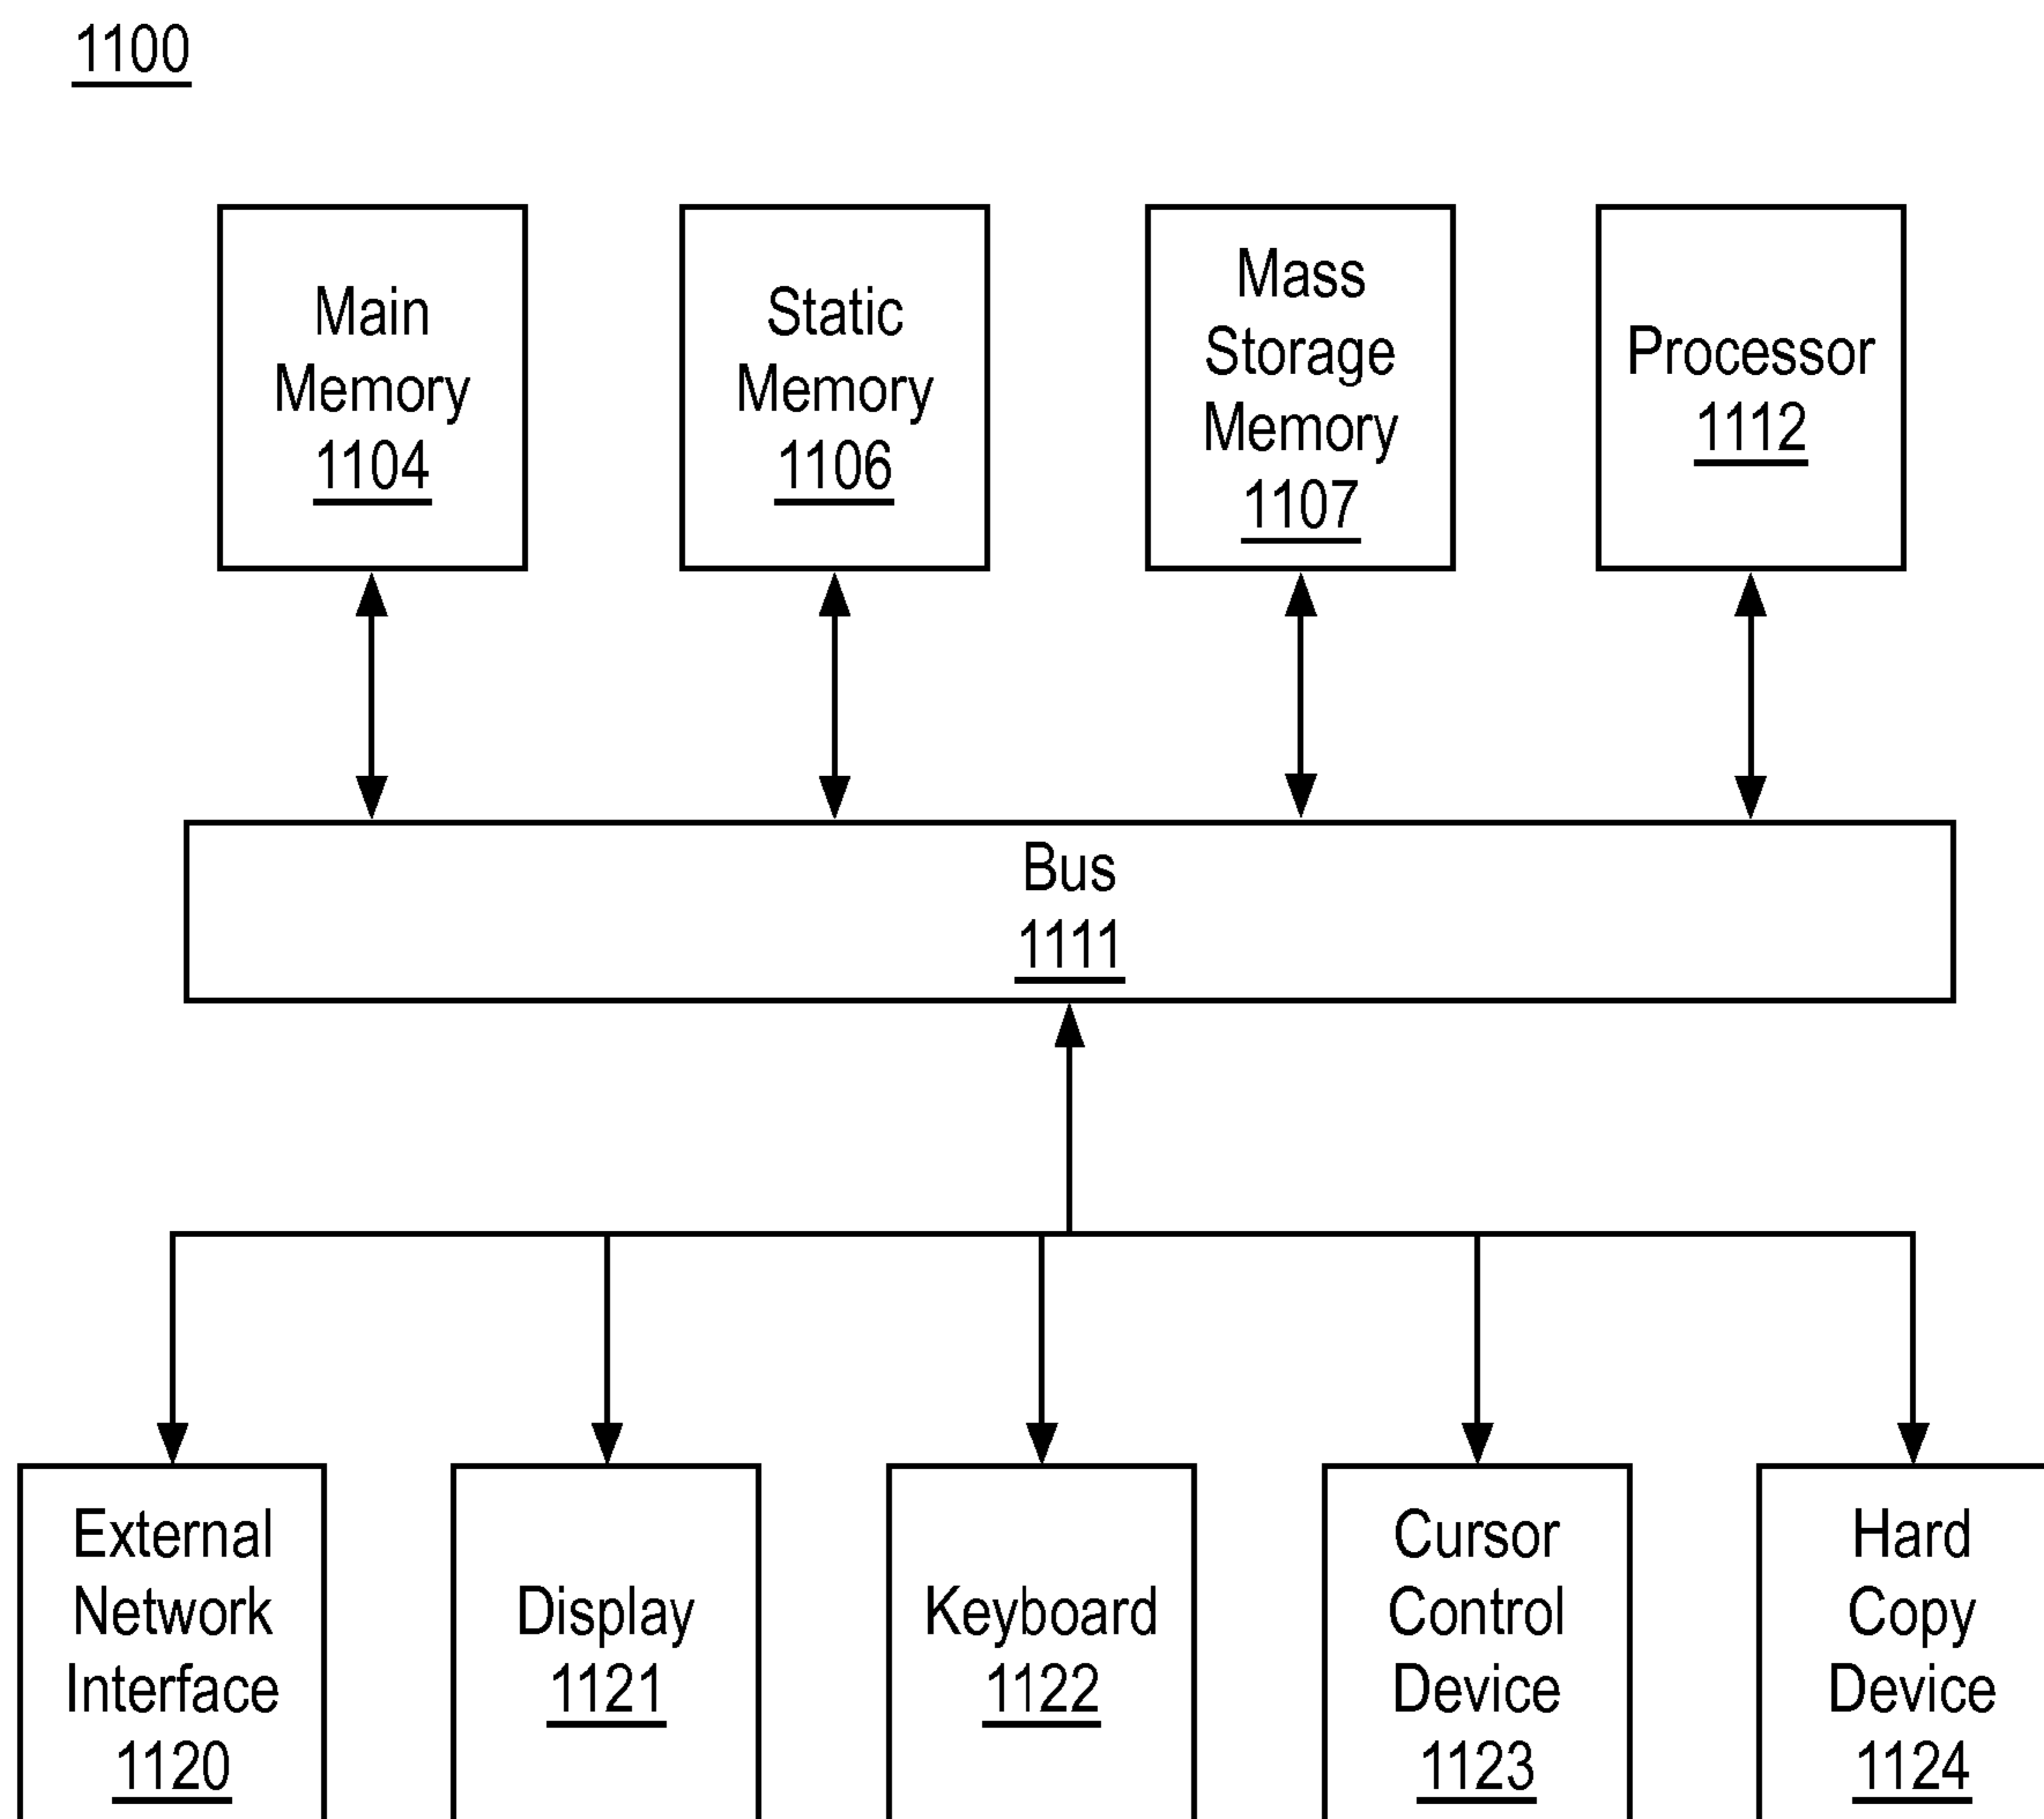 1100
Main
Memory
1104
Static
Memory
1106
Mass
Storage
Memory
1107
Processor
1112
Bus
1111
External
Network
Interface
1120
Display
1121
Keyboard
1122
Cursor
Control
Device
1123
Hard
Copy
Device
1124